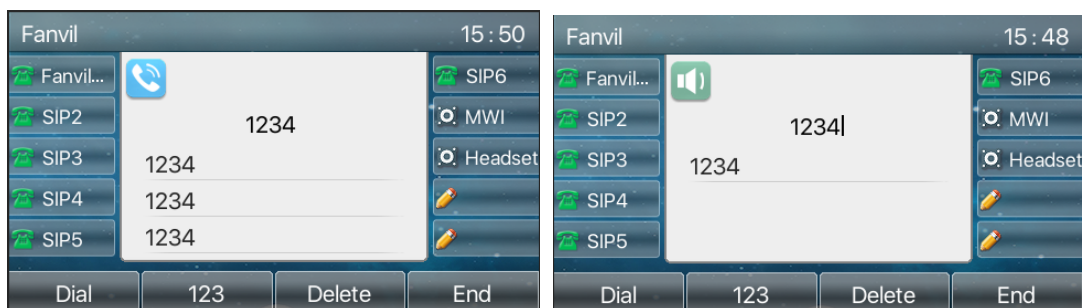 Fanvil 15:50
Fanvil... SIP6
SIP2 1234 MWI
SIP3 1234 Headset
SIP4 1234
SIP5 1234
Dial 123 Delete End
Fanvil 15:48
Fanvil... SIP6
SIP2 1234 MWI
SIP3 1234 Headset
SIP4
SIP5
Dial 123 Delete End